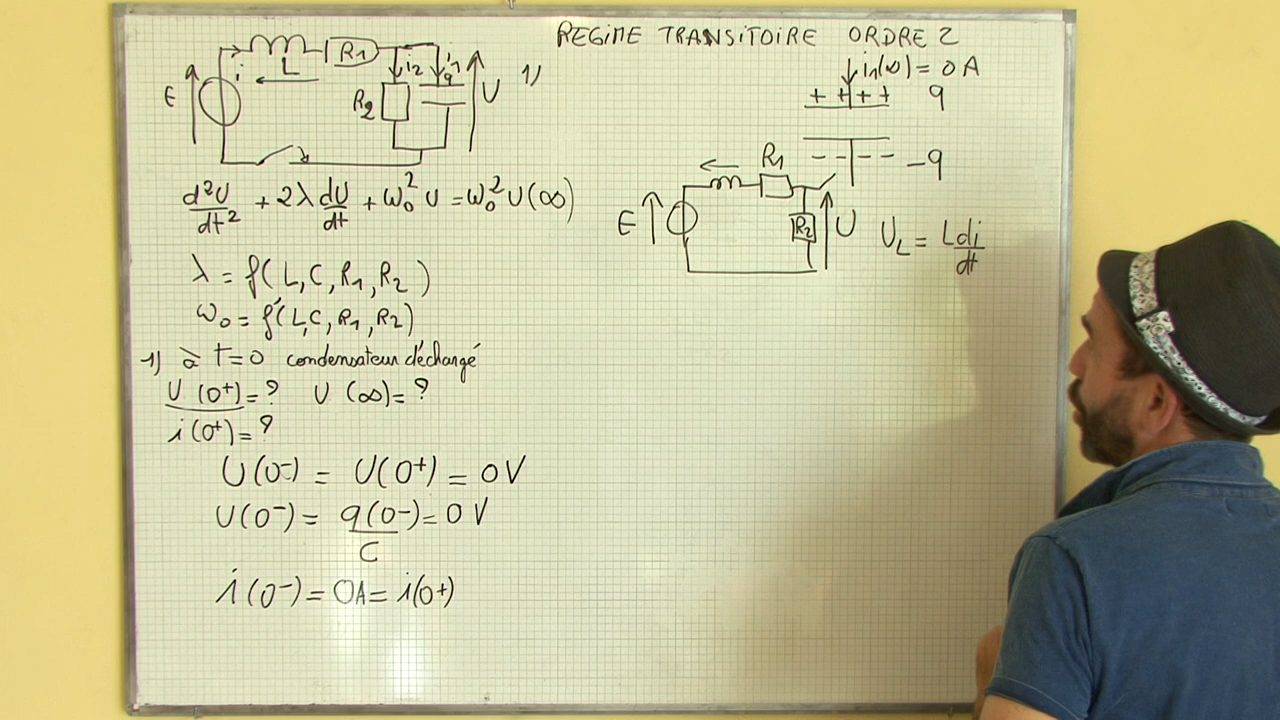 REGIME TRANSITOIRE ORDRE 2
E
i
L
R1
i2
i1
R2
q
U
1)
d²U/dt² + 2λ dU/dt + ω₀² U = ω₀² U(∞)
λ = f(L, C, R1, R2)
ω₀ = f'(L, C, R1, R2)
1) à t=0 condensateur déchargé
U(0⁺) = ? U(∞) = ?
i(0⁺) = ?
U(0⁻) = U(0⁺) = 0 V
U(0⁻) = q(0⁻)/C = 0 V
i(0⁻) = 0A = i(0⁺)
i1(∞) = 0 A
+ + + + q
- - - - -q
R1
E
R2
U
U_L = L di/dt